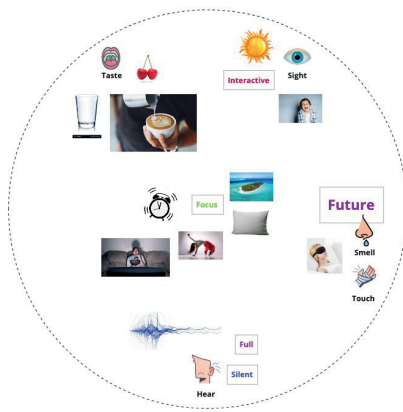 Taste
Interactive
Sight
Focus
Future
Smell
Touch
Full
Silent
Hear